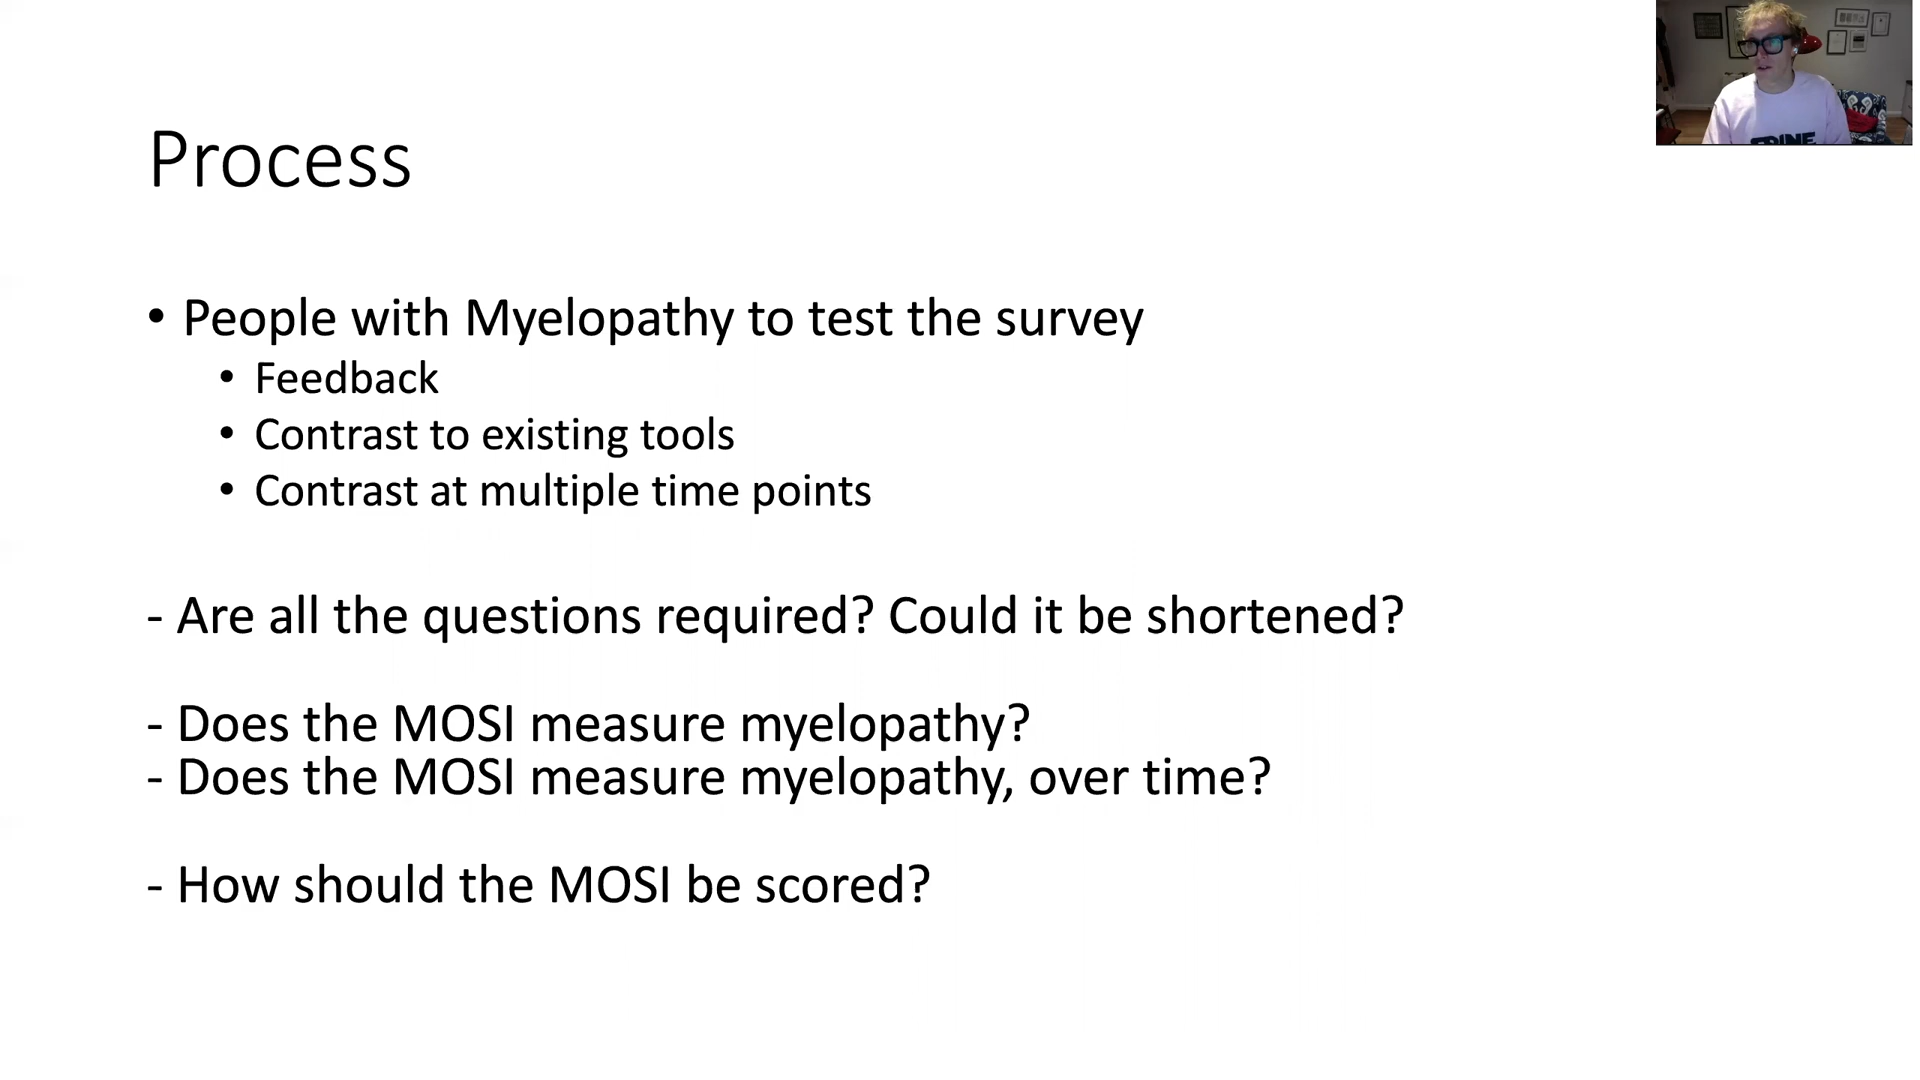 Process
• People with Myelopathy to test the survey
• Feedback
• Contrast to existing tools
• Contrast at multiple time points
- Are all the questions required? Could it be shortened?
- Does the MOSI measure myelopathy?
- Does the MOSI measure myelopathy, over time?
- How should the MOSI be scored?